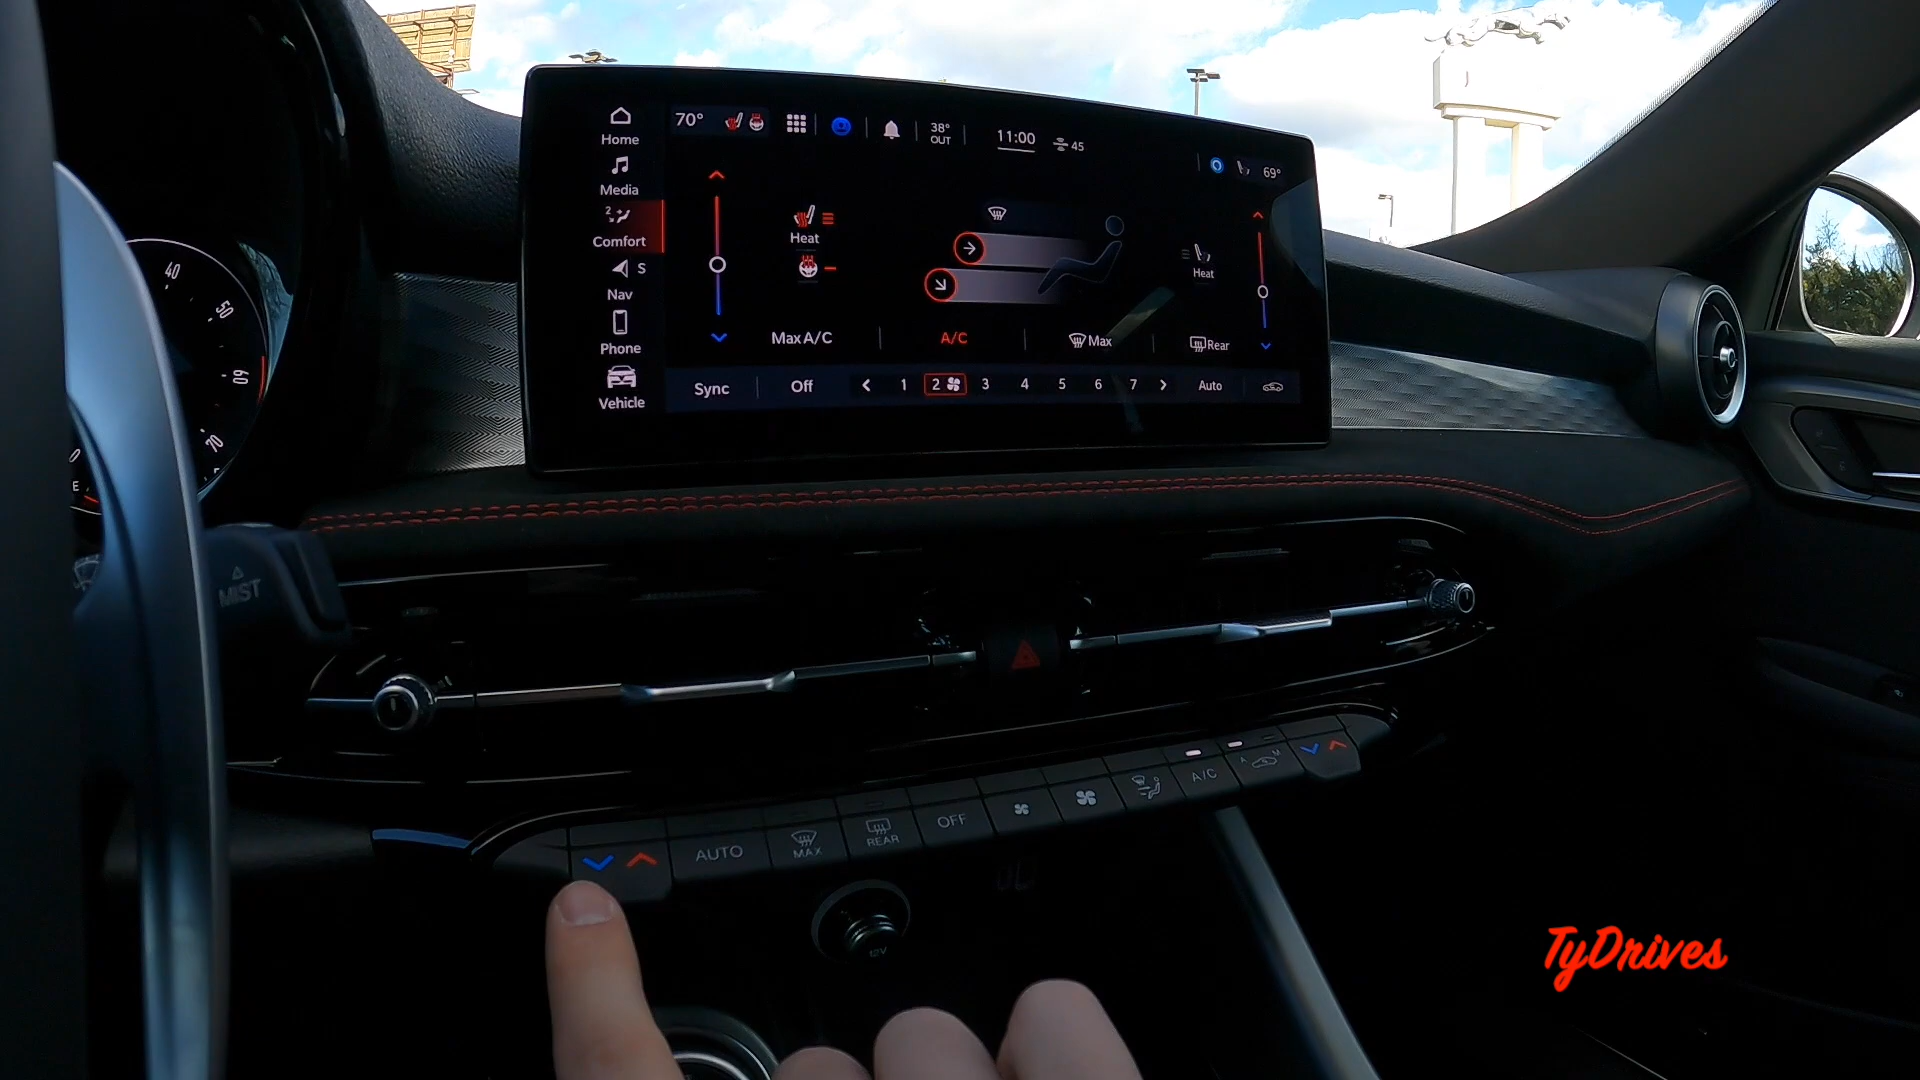 Home
70°
38°
OUT
11:00
45
69°
Media
2
Comfort
Heat
Heat
S
Nav
Max A/C
A/C
Max
Rear
Phone
Sync
Off
1 2 3 4 5 6 7
Auto
Vehicle
40
50
60
70
E
MIST
AUTO
MAX
REAR
OFF
A/C
A
M
12V
TyDrives